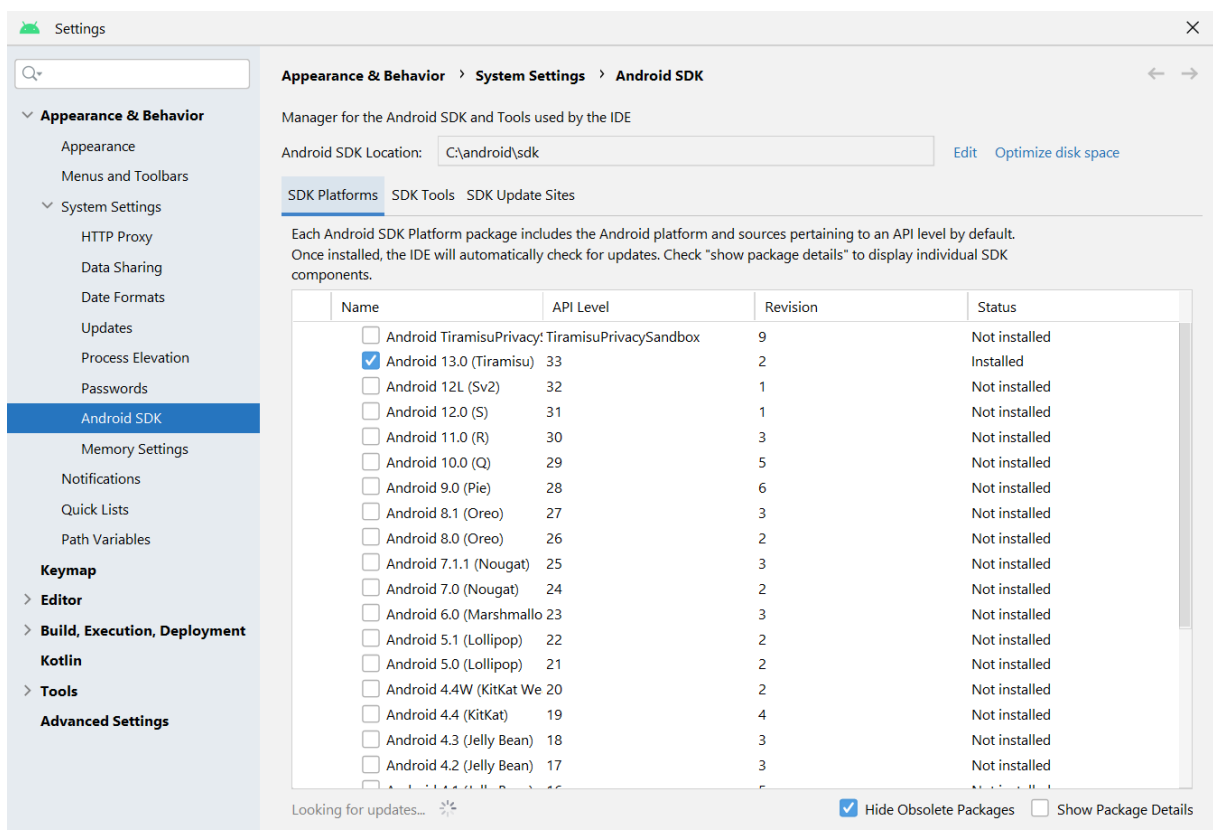 Settings
Appearance & Behavior
Appearance
Menus and Toolbars
System Settings
HTTP Proxy
Data Sharing
Date Formats
Updates
Process Elevation
Passwords
Android SDK
Memory Settings
Notifications
Quick Lists
Path Variables
Keymap
Editor
Build, Execution, Deployment
Kotlin
Tools
Advanced Settings
Appearance & Behavior › System Settings › Android SDK
Manager for the Android SDK and Tools used by the IDE
Android SDK Location: C:\android\sdk Edit Optimize disk space
SDK Platforms SDK Tools SDK Update Sites
Each Android SDK Platform package includes the Android platform and sources pertaining to an API level by default.
Once installed, the IDE will automatically check for updates. Check "show package details" to display individual SDK
components.
Name API Level Revision Status
Android TiramisuPrivacy TiramisuPrivacySandbox 9 Not installed
Android 13.0 (Tiramisu) 33 2 Installed
Android 12L (Sv2) 32 1 Not installed
Android 12.0 (S) 31 1 Not installed
Android 11.0 (R) 30 3 Not installed
Android 10.0 (Q) 29 5 Not installed
Android 9.0 (Pie) 28 6 Not installed
Android 8.1 (Oreo) 27 3 Not installed
Android 8.0 (Oreo) 26 2 Not installed
Android 7.1.1 (Nougat) 25 3 Not installed
Android 7.0 (Nougat) 24 2 Not installed
Android 6.0 (Marshmallo 23 3 Not installed
Android 5.1 (Lollipop) 22 2 Not installed
Android 5.0 (Lollipop) 21 2 Not installed
Android 4.4W (KitKat We 20 2 Not installed
Android 4.4 (KitKat) 19 4 Not installed
Android 4.3 (Jelly Bean) 18 3 Not installed
Android 4.2 (Jelly Bean) 17 3 Not installed
Looking for updates... Hide Obsolete Packages Show Package Details